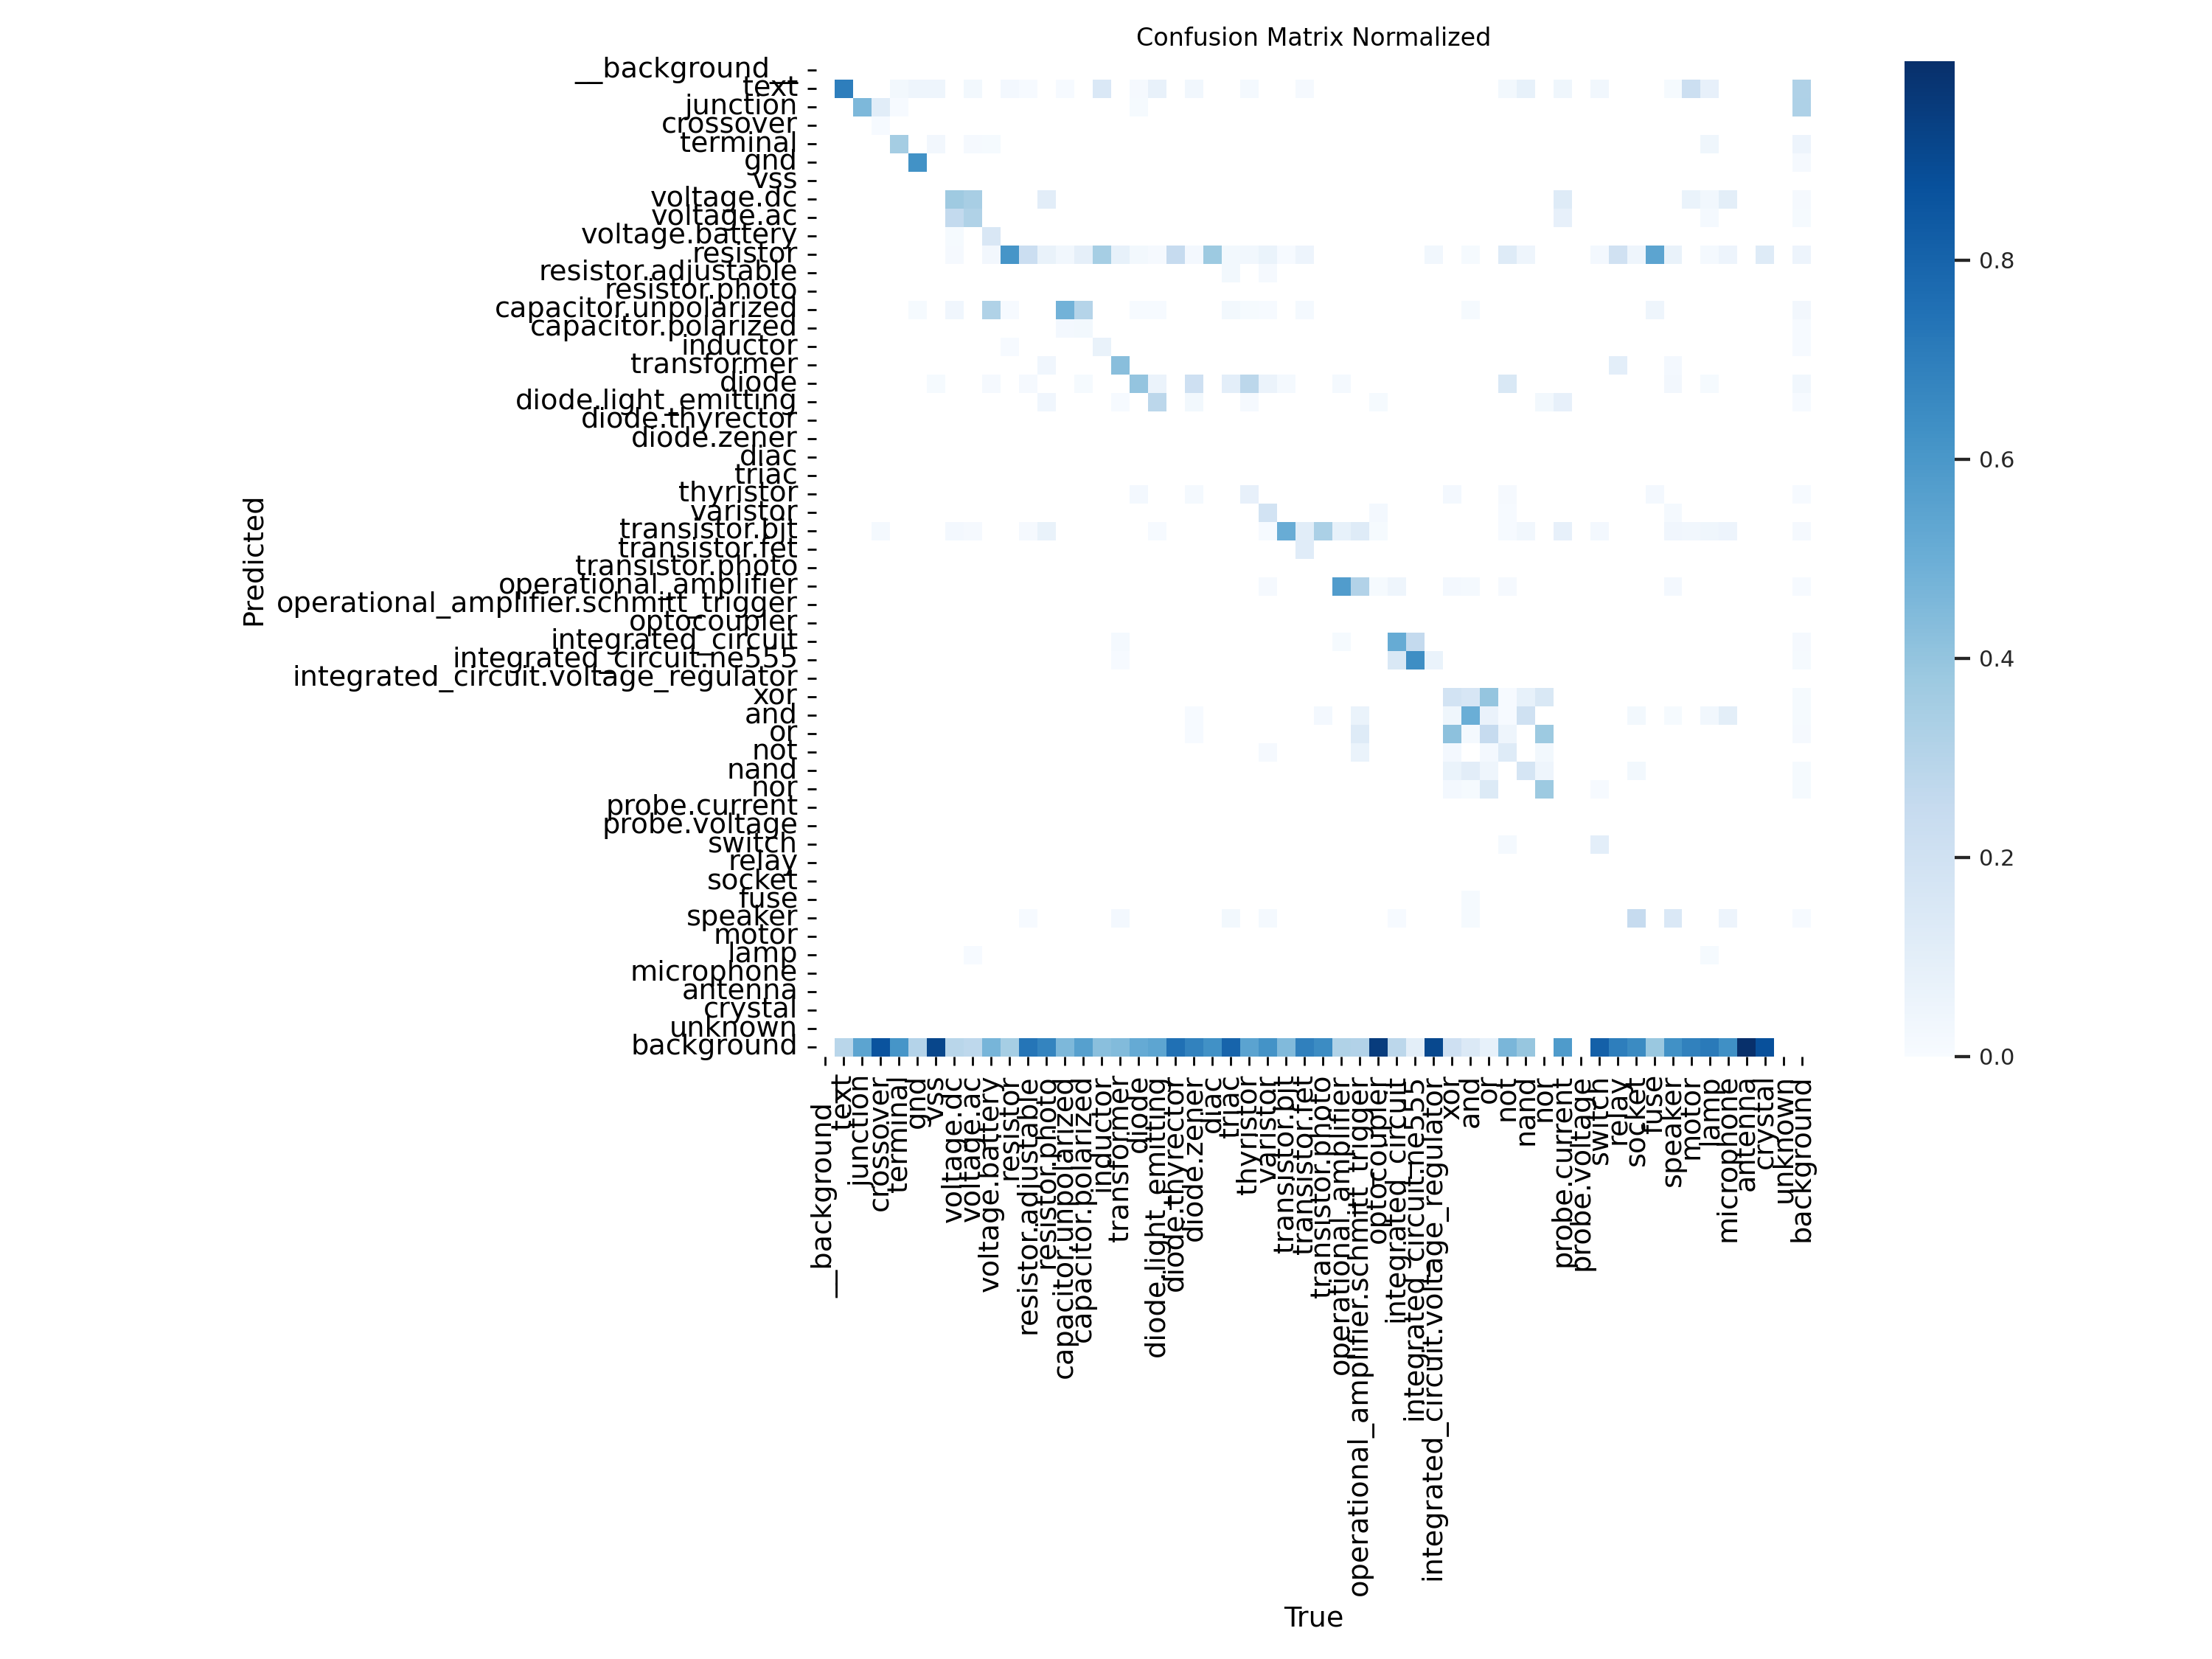 Confusion Matrix Normalized
__background__
text
junction
crossover
terminal
gnd
vss
voltage.dc
voltage.ac
voltage.battery
resistor
resistor.adjustable
resistor.photo
capacitor.unpolarized
capacitor.polarized
inductor
transformer
diode
diode.light_emitting
diode.thyrector
diode.zener
diac
triac
thyristor
varistor
transistor.bjt
transistor.fet
transistor.photo
operational_amplifier
operational_amplifier.schmitt_trigger
optocoupler
integrated_circuit
integrated_circuit.ne555
integrated_circuit.voltage_regulator
xor
and
or
not
nand
nor
probe.current
probe.voltage
switch
relay
socket
fuse
speaker
motor
lamp
microphone
antenna
crystal
unknown
background
Predicted
__background__
text
junction
crossover
terminal
gnd
vss
voltage.dc
voltage.ac
voltage.battery
resistor
resistor.adjustable
resistor.photo
capacitor.unpolarized
capacitor.polarized
inductor
transformer
diode
diode.light_emitting
diode.thyrector
diode.zener
diac
triac
thyristor
varistor
transistor.bjt
transistor.fet
transistor.photo
operational_amplifier
operational_amplifier.schmitt_trigger
optocoupler
integrated_circuit
integrated_circuit.ne555
integrated_circuit.voltage_regulator
xor
and
or
not
nand
nor
probe.current
probe.voltage
switch
relay
socket
fuse
speaker
motor
lamp
microphone
antenna
crystal
unknown
background
True
0.8
0.6
0.4
0.2
0.0